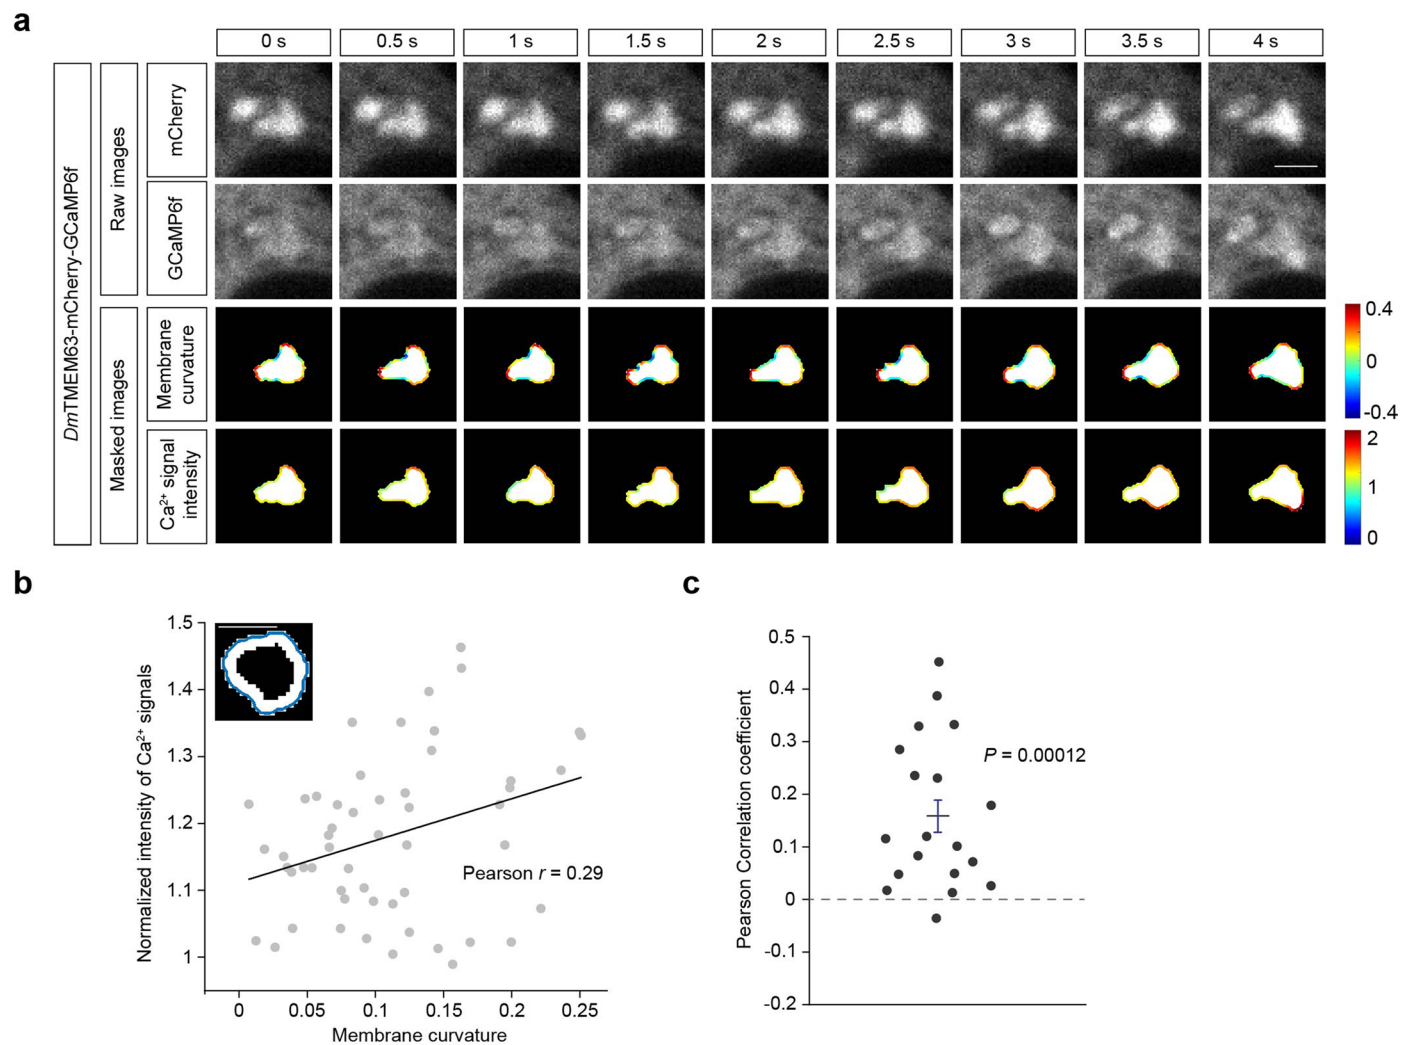 a
0 s
0.5 s
1 s
1.5 s
2 s
2.5 s
3 s
3.5 s
4 s
DmTMEM63-mCherry-GCaMP6f
Raw images
mCherry
GCaMP6f
Masked images
Membrane
curvature
Ca²⁺ signal
intensity
0.4
0
-0.4
2
1
0
b
Normalized intensity of Ca²⁺ signals
1.5
1.4
1.3
1.2
1.1
1
Pearson r = 0.29
0
0.05
0.1
0.15
0.2
0.25
Membrane curvature
c
Pearson Correlation coefficient
0.5
0.4
0.3
0.2
0.1
0
-0.1
-0.2
P = 0.00012